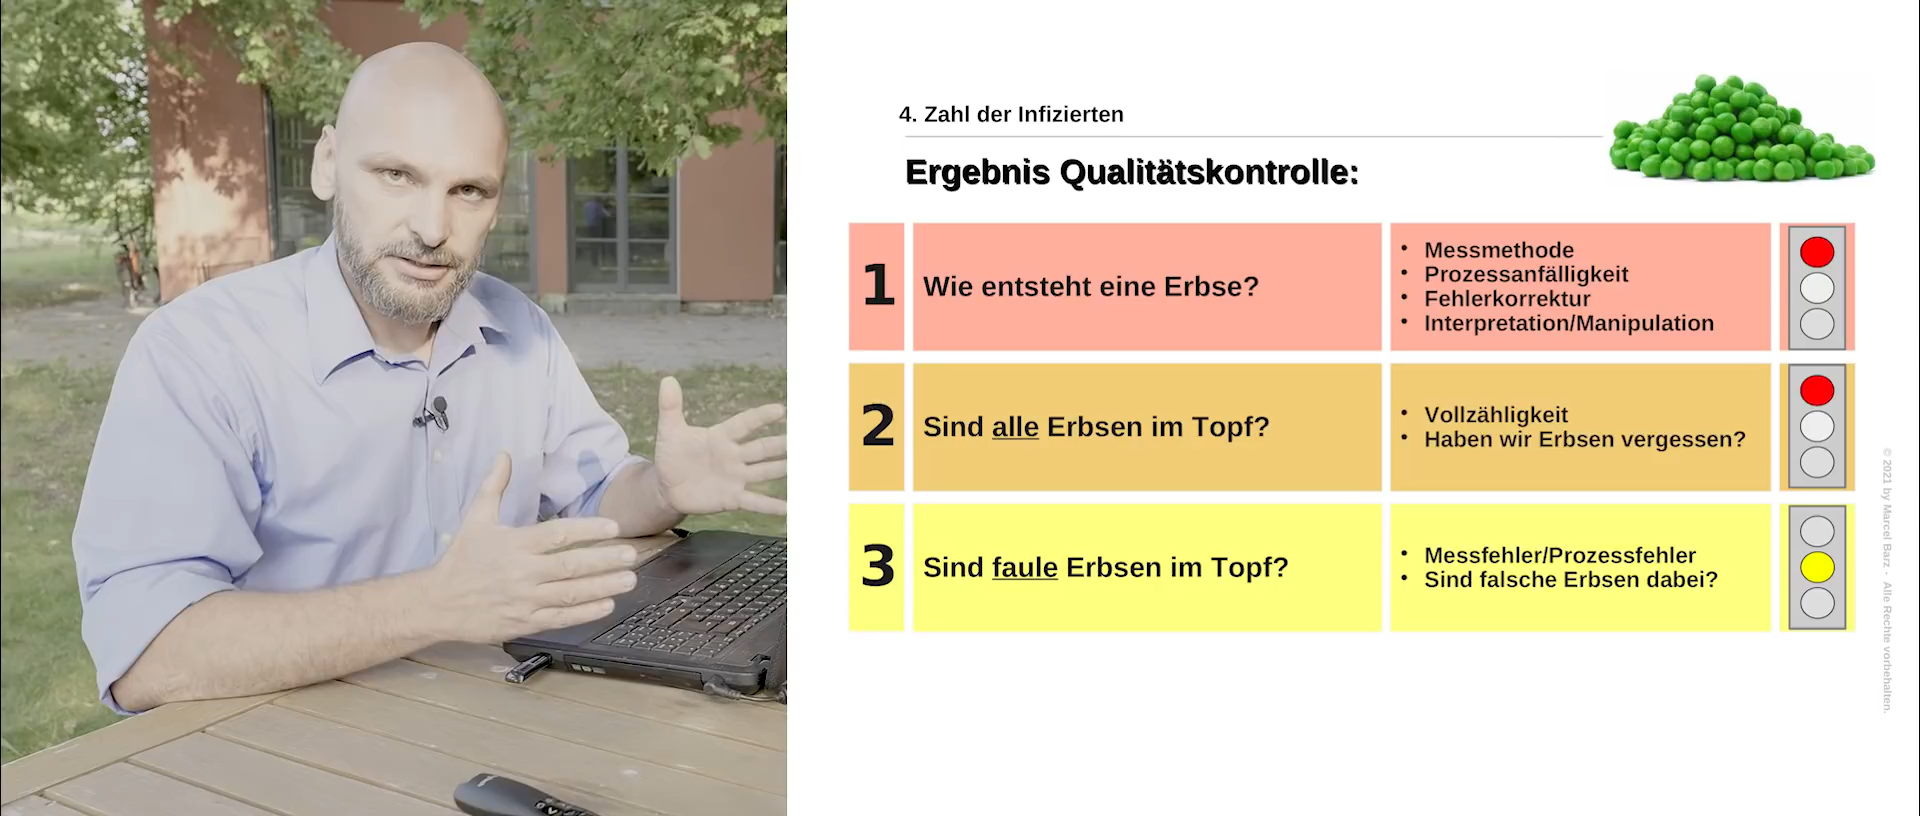 4. Zahl der Infizierten
Ergebnis Qualitätskontrolle:
1
Wie entsteht eine Erbse?
• Messmethode
• Prozessanfälligkeit
• Fehlerkorrektur
• Interpretation/Manipulation
2
Sind alle Erbsen im Topf?
• Vollzähligkeit
• Haben wir Erbsen vergessen?
3
Sind faule Erbsen im Topf?
• Messfehler/Prozessfehler
• Sind falsche Erbsen dabei?
© 2021 by Marcel Barz - Alle Rechte vorbehalten.